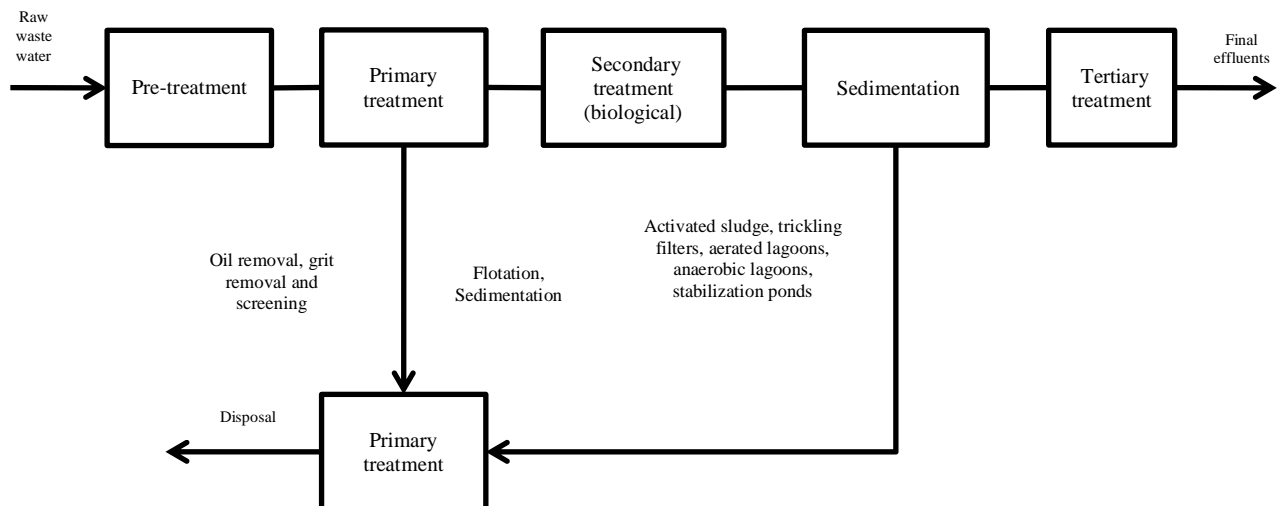 Raw
waste
water
Pre-treatment
Primary
treatment
Secondary
treatment
(biological)
Sedimentation
Tertiary
treatment
Final
effluents
Oil removal, grit
removal and
screening
Flotation,
Sedimentation
Activated sludge, trickling
filters, aerated lagoons,
anaerobic lagoons,
stabilization ponds
Disposal
Primary
treatment